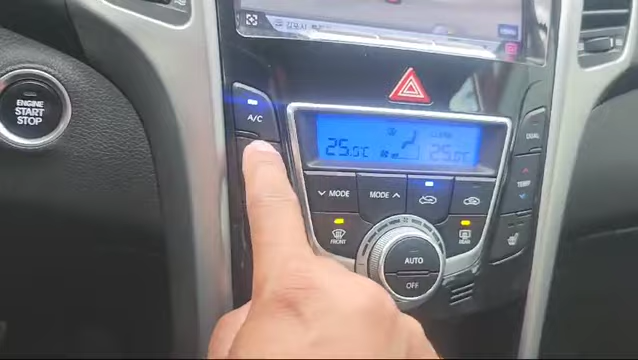 ENGINE
START
STOP
A/C
25.5°C
25.0°C
DUAL
MODE
MODE
TEMP
FRONT
REAR
AUTO
OFF